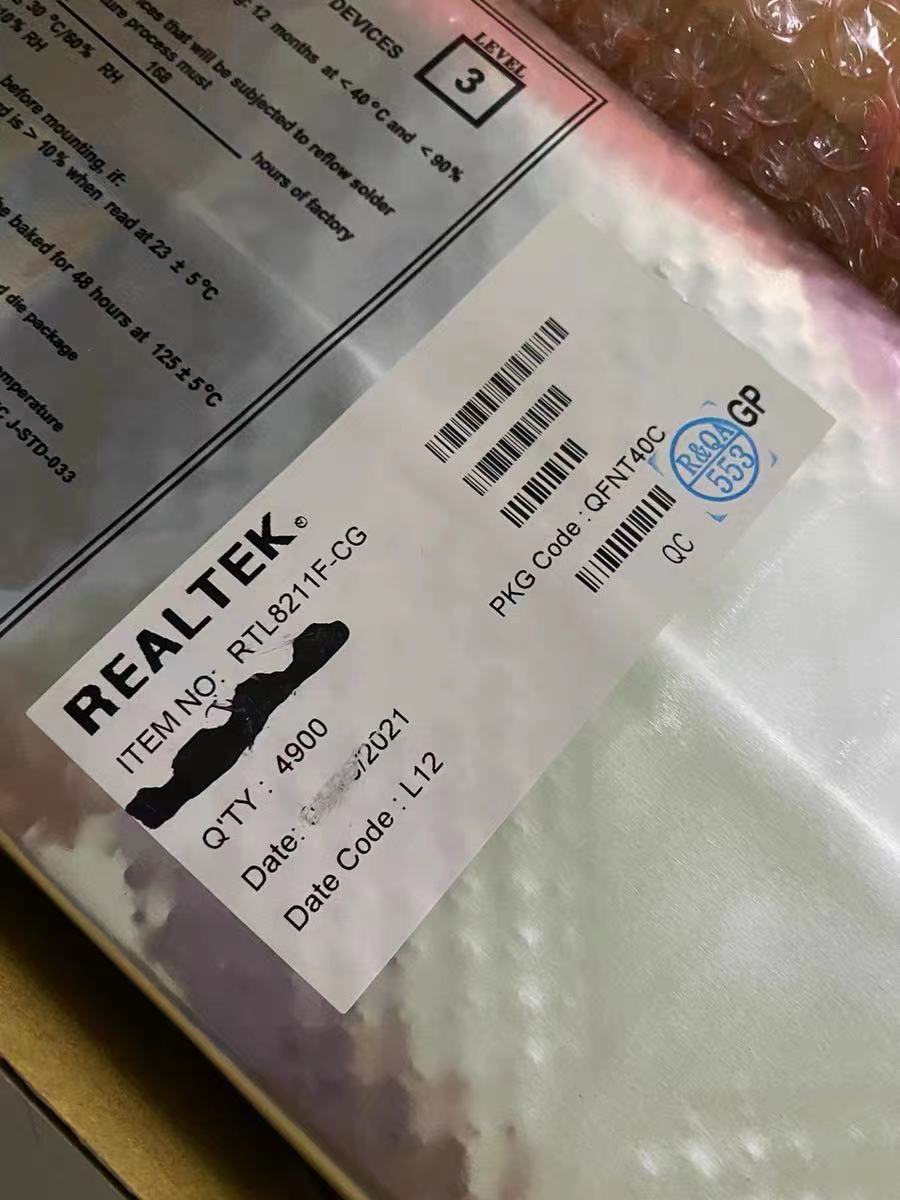 DEVICES
LEVEL
3
12 months at < 40°C and < 90%
that will be subjected to reflow solder
process must
30 °C/60% RH
168 hours of factory
% RH
before mounting, if:
is > 10% when read at 23 ± 5°C
baked for 48 hours at 125 ± 5°C
die package
J-STD-033
REALTEK®
ITEM NO: RTL8211F-CG
Q'TY : 4900
Date: /2021
Date Code : L12
PKG Code : QFNT40C
QC
R&QA
553
GP